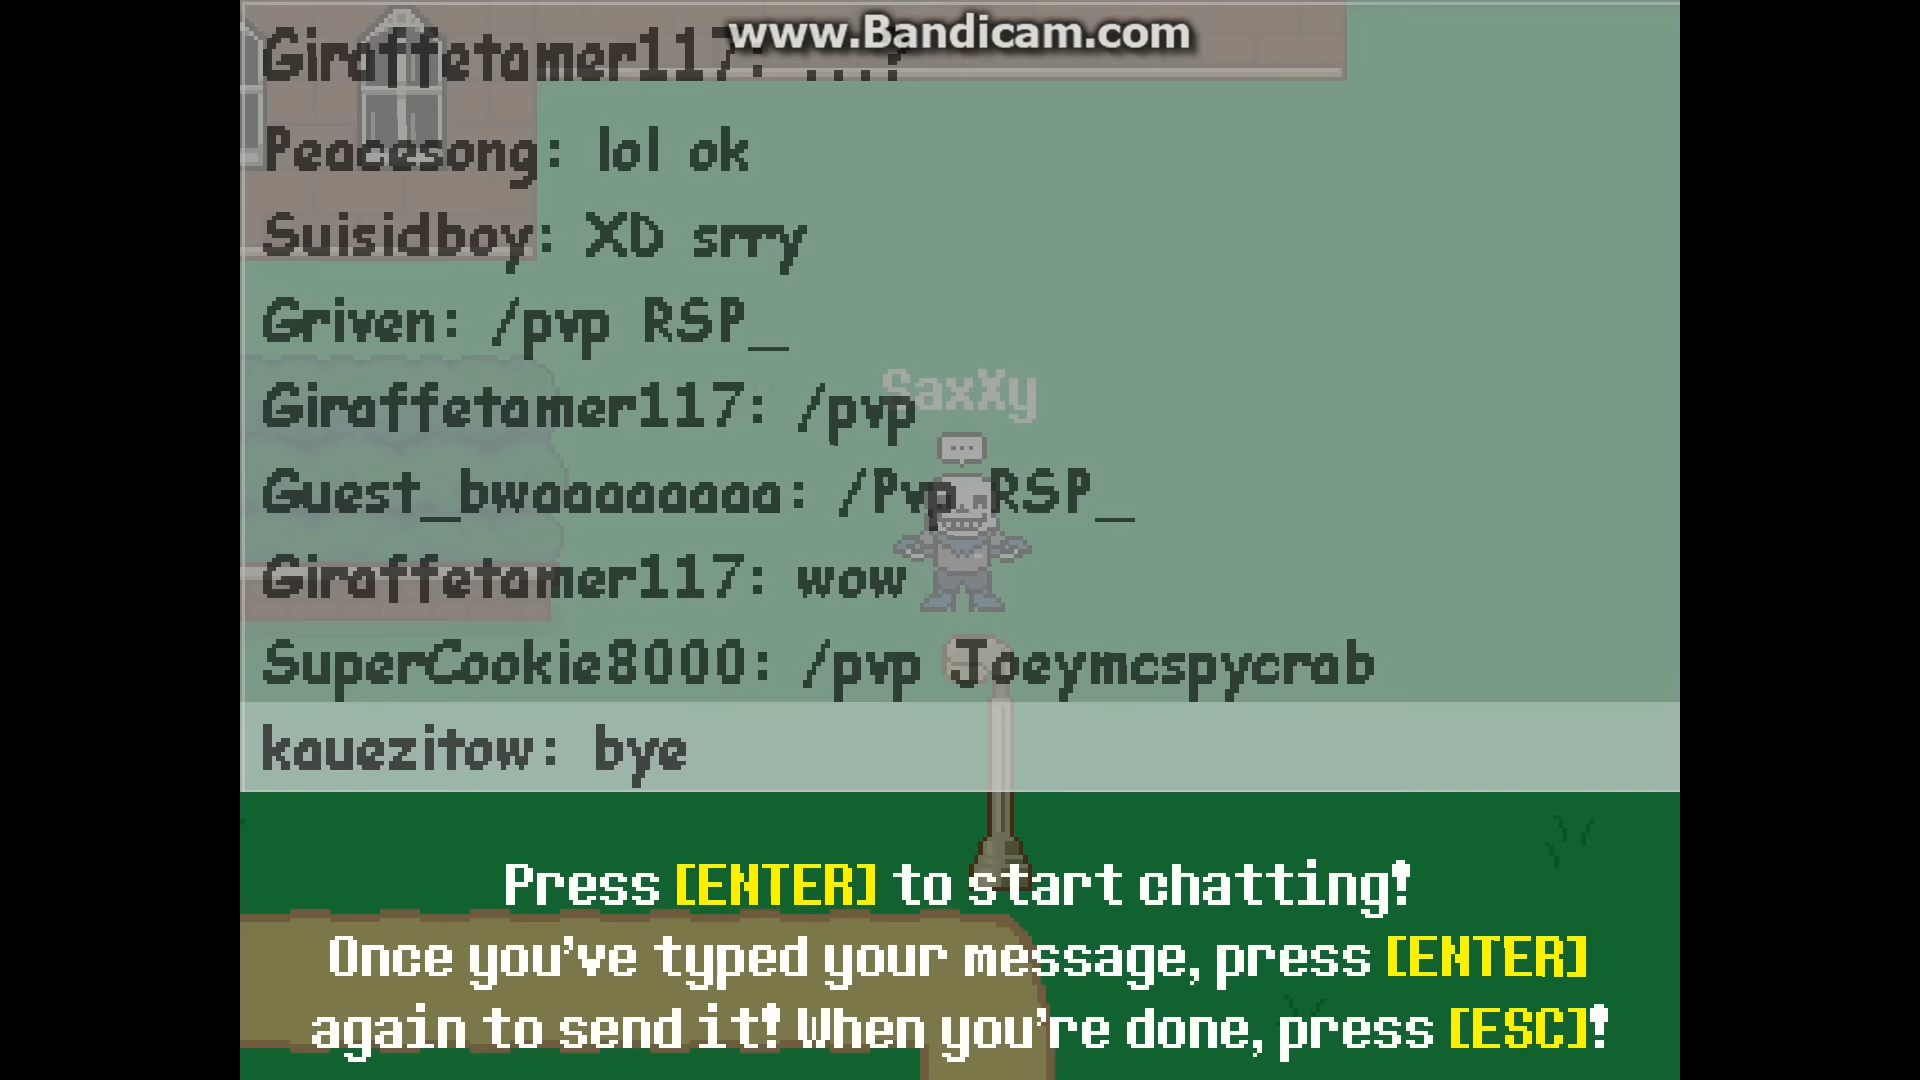 www.Bandicam.com
Giraffetamer117: ...?
Peacesong: lol ok
Suisidboy: XD srry
Griven: /pvp RSP_
SaxXy
Giraffetamer117: /pvp
...
Guest_bwaaaaaaaa: /Pvp RSP_
Giraffetamer117: wow
SuperCookie8000: /pvp Joeymcspycrab
kauezitow: bye
Press [ENTER] to start chatting!
Once you've typed your message, press [ENTER]
again to send it! When you're done, press [ESC]!